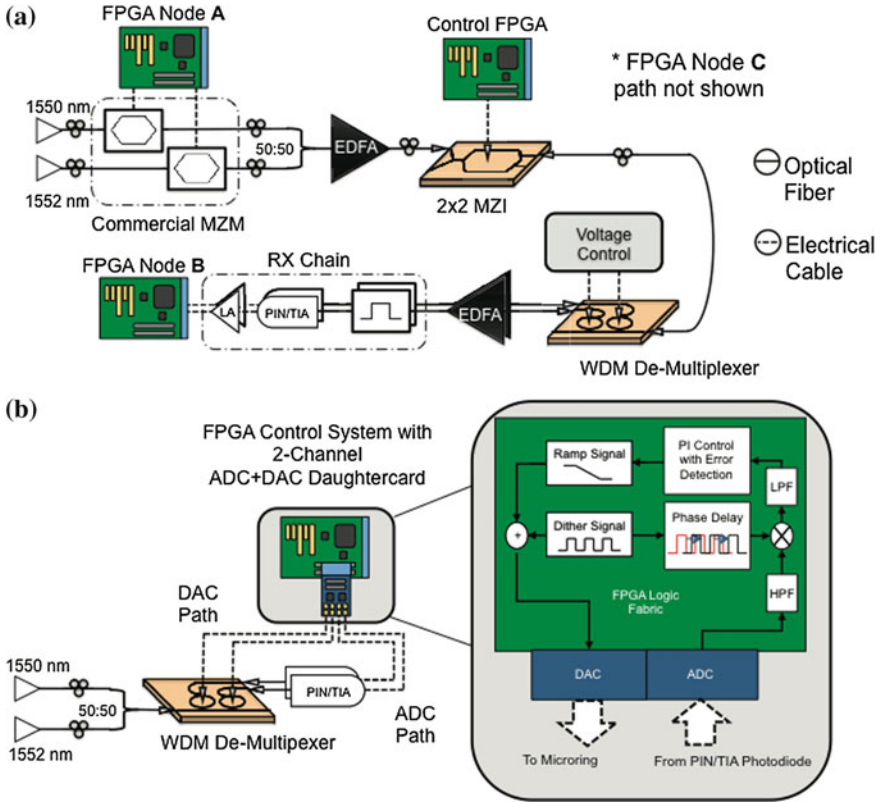 (a)
FPGA Node A
Control FPGA
* FPGA Node C
path not shown
1550 nm
50:50
EDFA
1552 nm
Commercial MZM
2x2 MZI
Optical
Fiber
Electrical
Cable
FPGA Node B
RX Chain
Voltage
Control
LA
PIN/TIA
EDFA
WDM De-Multiplexer
(b)
FPGA Control System with
2-Channel
ADC+DAC Daughtercard
DAC
Path
1550 nm
50:50
1552 nm
WDM De-Multipexer
PIN/TIA
ADC
Path
Ramp Signal
PI Control
with Error
Detection
LPF
+
Dither Signal
Phase Delay
HPF
FPGA Logic
Fabric
DAC
ADC
To Microring
From PIN/TIA Photodiode